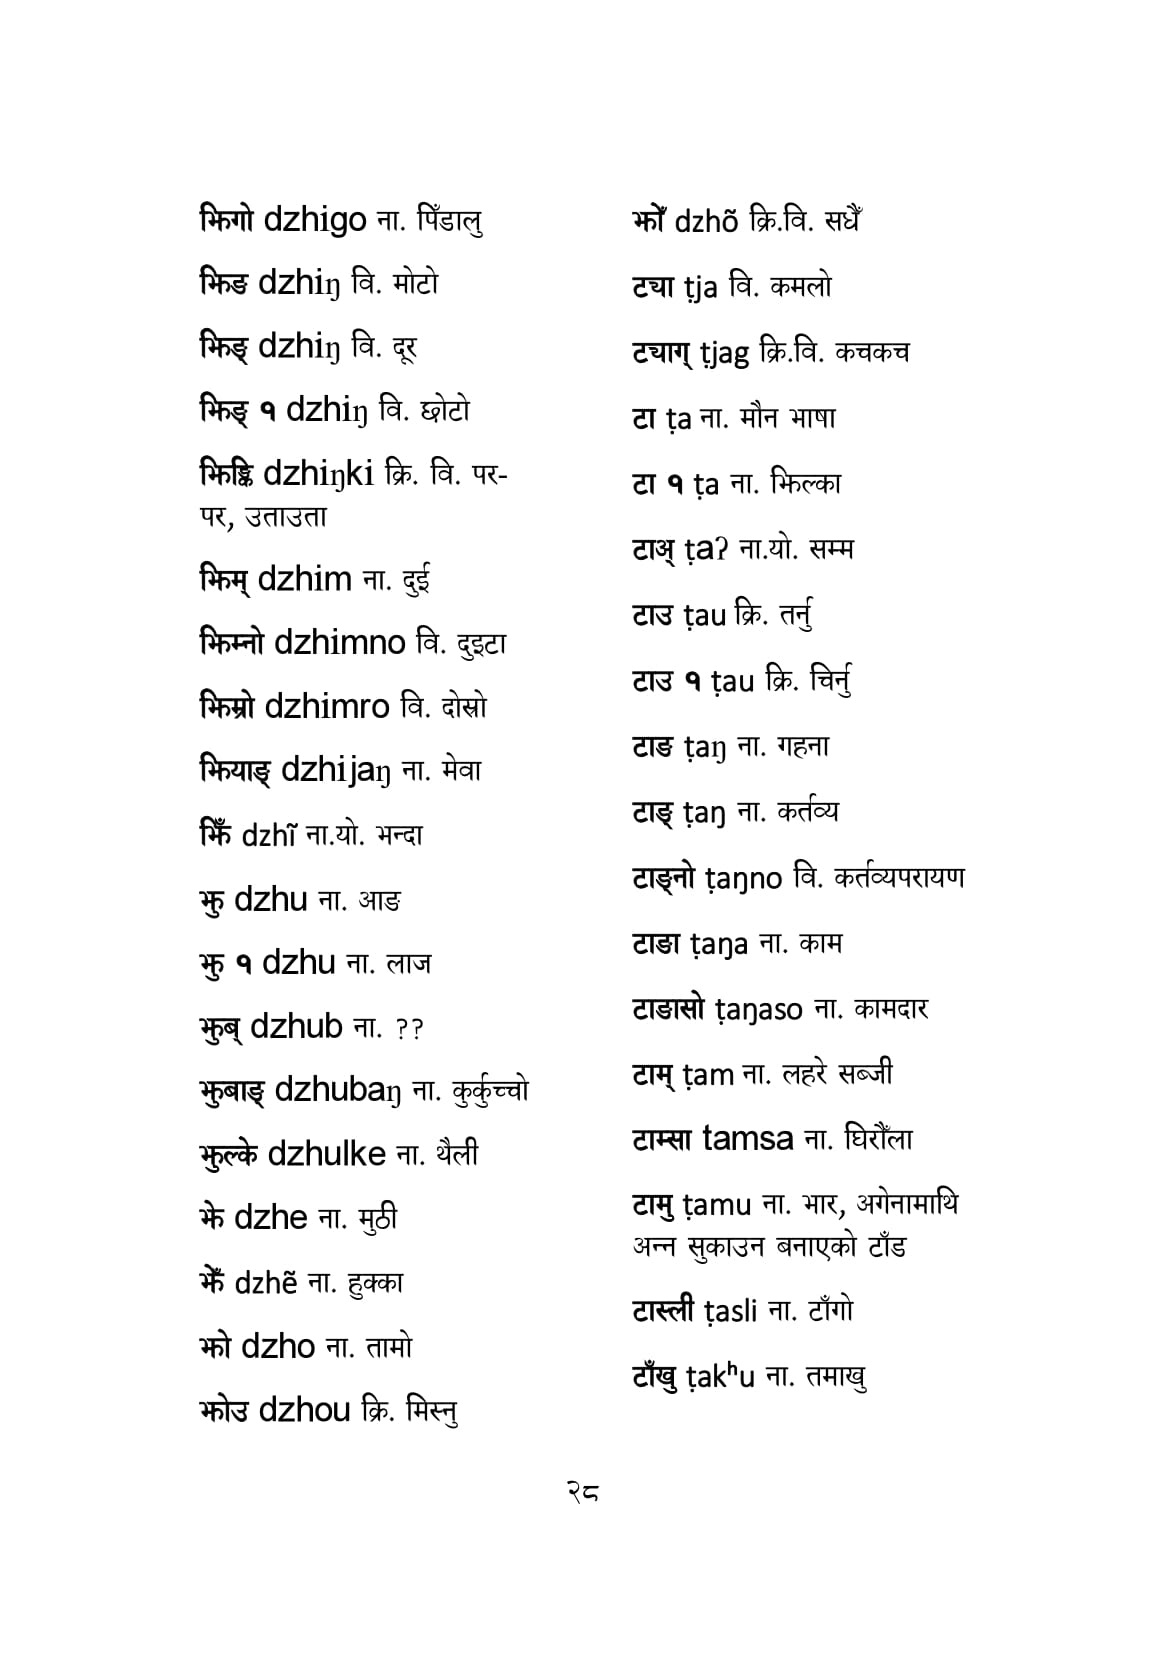 झिगो dzhigo ना. पिँडालु
झिङ dzhiŋ वि. मोटो
झिङ् dzhiŋ वि. दूर
झिङ् १ dzhiŋ वि. छोटो
झिङ्कि dzhiŋki क्रि. वि. पर-
पर, उताउता
झिम् dzhim ना. दुई
झिम्नो dzhimno वि. दुइटा
झिम्रो dzhimro वि. दोस्रो
झियाङ् dzhijaŋ ना. मेवा
झिँ dzhĩ ना.यो. भन्दा
झु dzhu ना. आङ
झु १ dzhu ना. लाज
झुब् dzhub ना. ??
झुबाङ् dzhubaŋ ना. कुर्कुच्चो
झुल्के dzhulke ना. थैली
झे dzhe ना. मुठी
झेँ dzhẽ ना. हुक्का
झो dzho ना. तामो
झोउ dzhou क्रि. मिस्नु
झोँ dzhõ क्रि.वि. सधैँ
ट्या ṭja वि. कमलो
ट्याग् ṭjag क्रि.वि. कचकच
टा ṭa ना. मौन भाषा
टा १ ṭa ना. झिल्का
टाअ् ṭaʔ ना.यो. सम्म
टाउ ṭau क्रि. तर्नु
टाउ १ ṭau क्रि. चिर्नु
टाङ ṭaŋ ना. गहना
टाङ् ṭaŋ ना. कर्तव्य
टाङ्नो ṭaŋno वि. कर्तव्यपरायण
टाङा ṭaŋa ना. काम
टाङासो ṭaŋaso ना. कामदार
टाम् ṭam ना. लहरे सब्जी
टाम्सा tamsa ना. घिरौँला
टामु ṭamu ना. भार, अगेनामाथि
अन्न सुकाउन बनाएको टाँड
टास्ली ṭasli ना. टाँगो
टाँखु ṭakʰu ना. तमाखु
२८